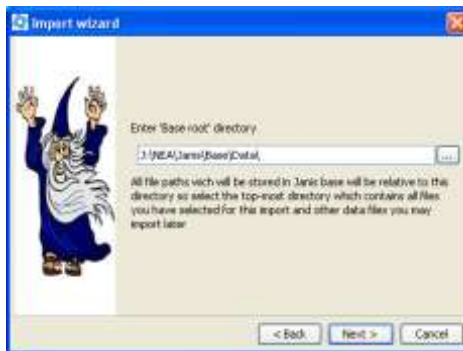 Import wizard
Enter 'Base root' directory
J:\NEA\Janis\Base\Data\
...
All file paths wich will be stored in Janis base will be relative to this
directory so select the top-most directory which contains all files
you have selected for this import and other data files you may
import later
< Back
Next >
Cancel